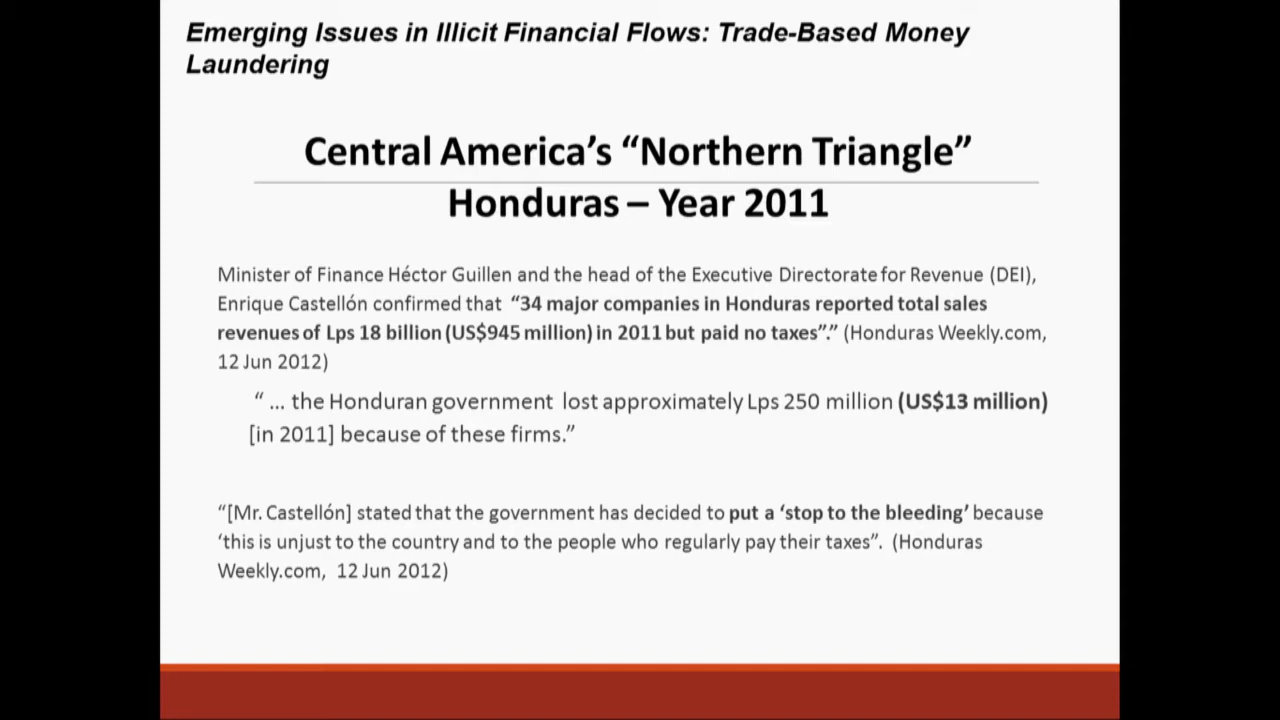 Emerging Issues in Illicit Financial Flows: Trade-Based Money
Laundering
Central America’s “Northern Triangle”
Honduras – Year 2011
Minister of Finance Héctor Guillen and the head of the Executive Directorate for Revenue (DEI),
Enrique Castellón confirmed that “34 major companies in Honduras reported total sales
revenues of Lps 18 billion (US$945 million) in 2011 but paid no taxes”.” (Honduras Weekly.com,
12 Jun 2012)
“ … the Honduran government lost approximately Lps 250 million (US$13 million)
[in 2011] because of these firms.”
“[Mr. Castellón] stated that the government has decided to put a ‘stop to the bleeding’ because
‘this is unjust to the country and to the people who regularly pay their taxes”. (Honduras
Weekly.com, 12 Jun 2012)